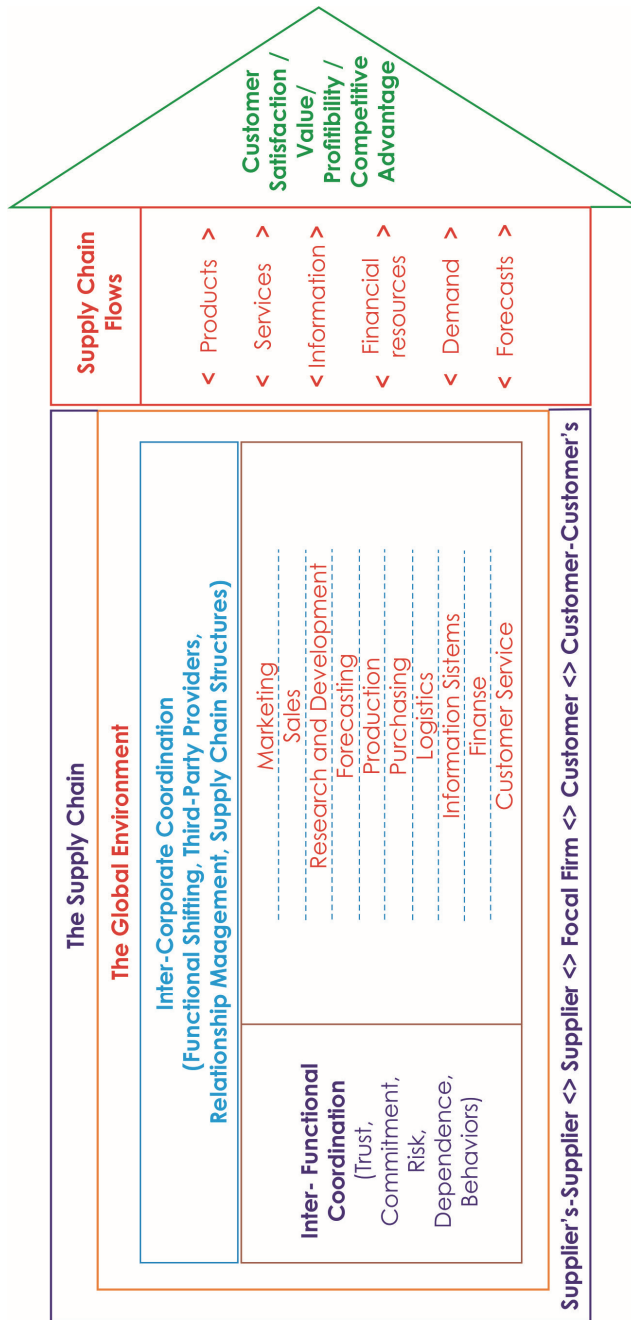 The Supply Chain
The Global Environment
Inter-Corporate Coordination
(Functional Shifting, Third-Party Providers,
Relationship Maagement, Supply Chain Structures)
Inter- Functional
Coordination
(Trust,
Commitment,
Risk,
Dependence,
Behaviors)
Marketing
Sales
Research and Development
Forecasting
Production
Purchasing
Logistics
Information Sistems
Finanse
Customer Service
Supplier's-Supplier <> Supplier <> Focal Firm <> Customer <> Customer-Customer's
Supply Chain
Flows
< Products >
< Services >
< Information >
< Financial >
resources
< Demand >
< Forecasts >
Customer
Satisfaction /
Value/
Profitibility /
Competitive
Advantage